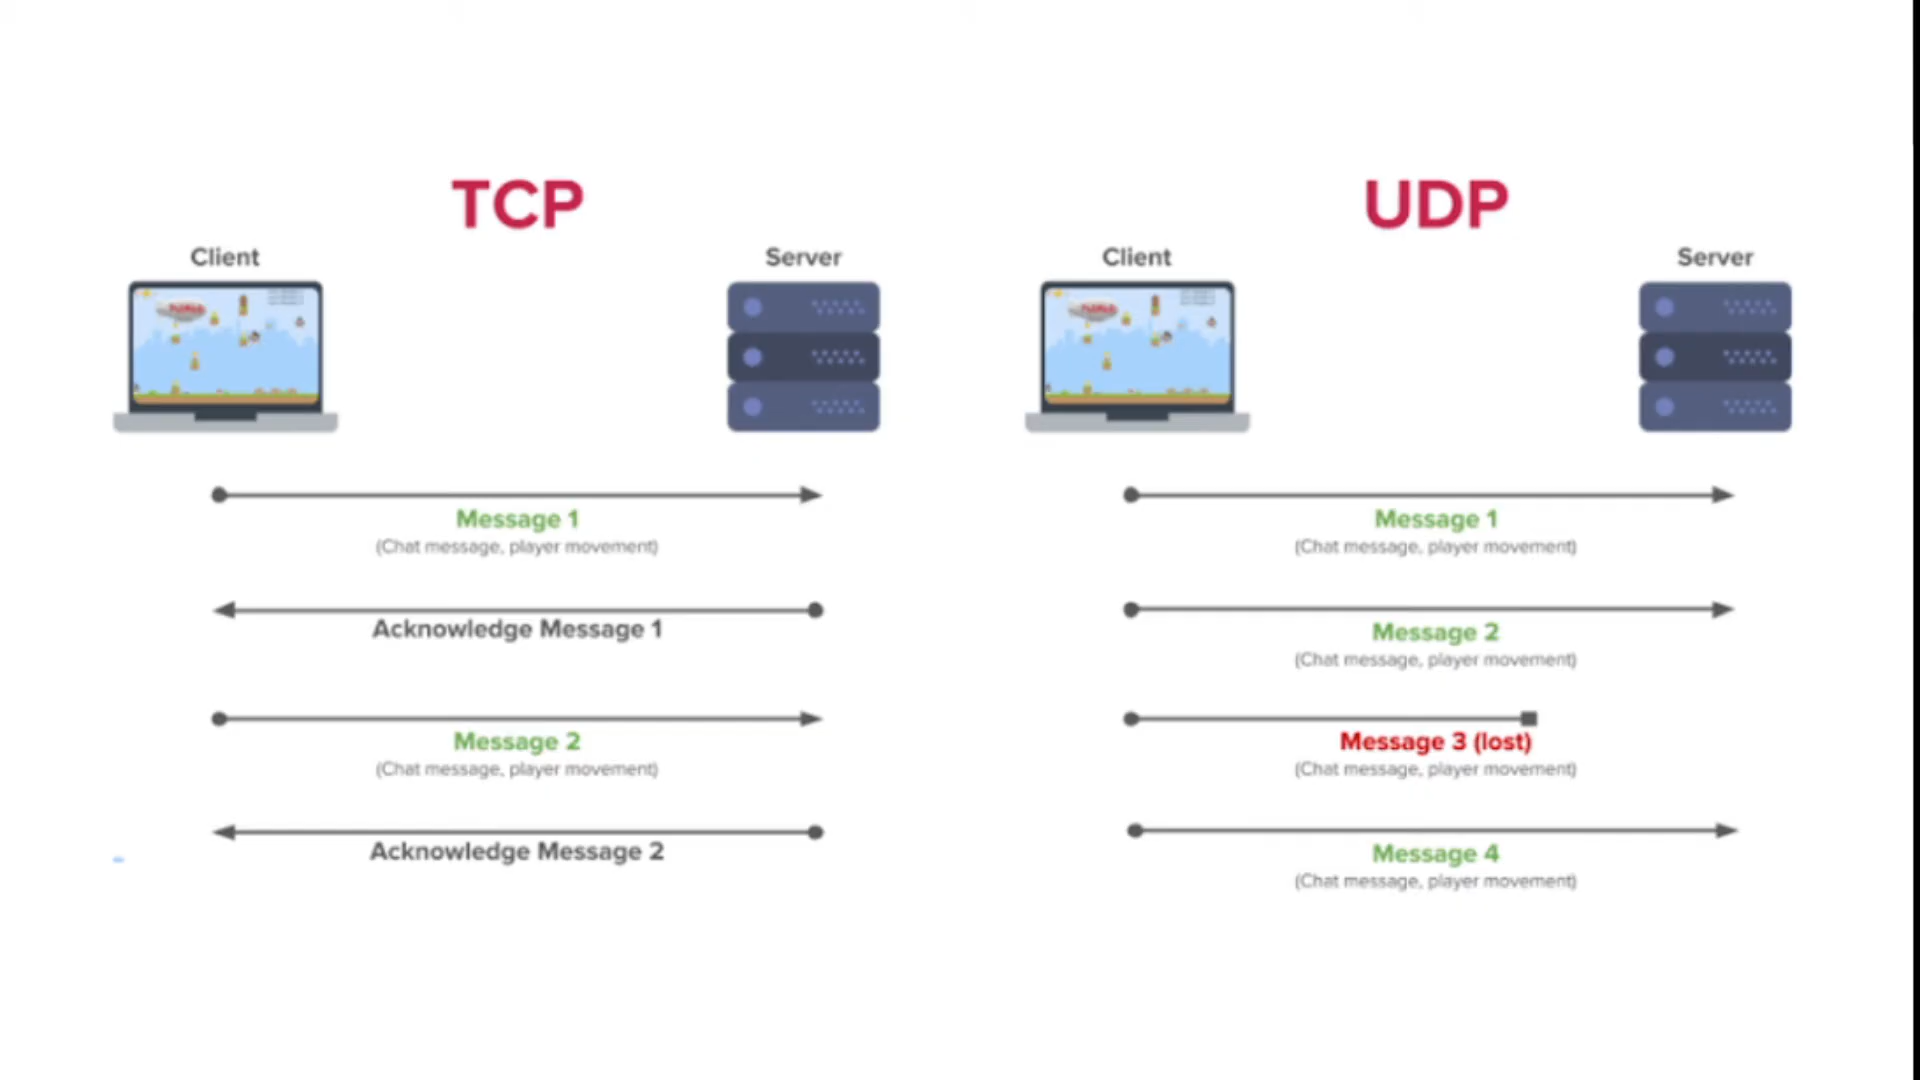 TCP
Client
Server
Message 1
(Chat message, player movement)
Acknowledge Message 1
Message 2
(Chat message, player movement)
Acknowledge Message 2
UDP
Client
Server
Message 1
(Chat message, player movement)
Message 2
(Chat message, player movement)
Message 3 (lost)
(Chat message, player movement)
Message 4
(Chat message, player movement)